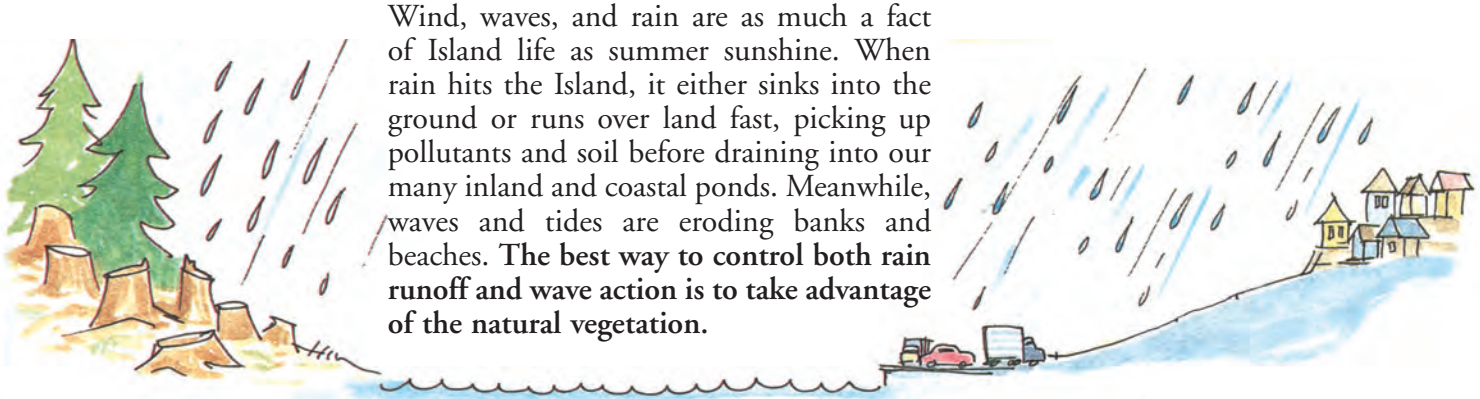 Wind, waves, and rain are as much a fact
of Island life as summer sunshine. When
rain hits the Island, it either sinks into the
ground or runs over land fast, picking up
pollutants and soil before draining into our
many inland and coastal ponds. Meanwhile,
waves and tides are eroding banks and
beaches. The best way to control both rain
runoff and wave action is to take advantage
of the natural vegetation.